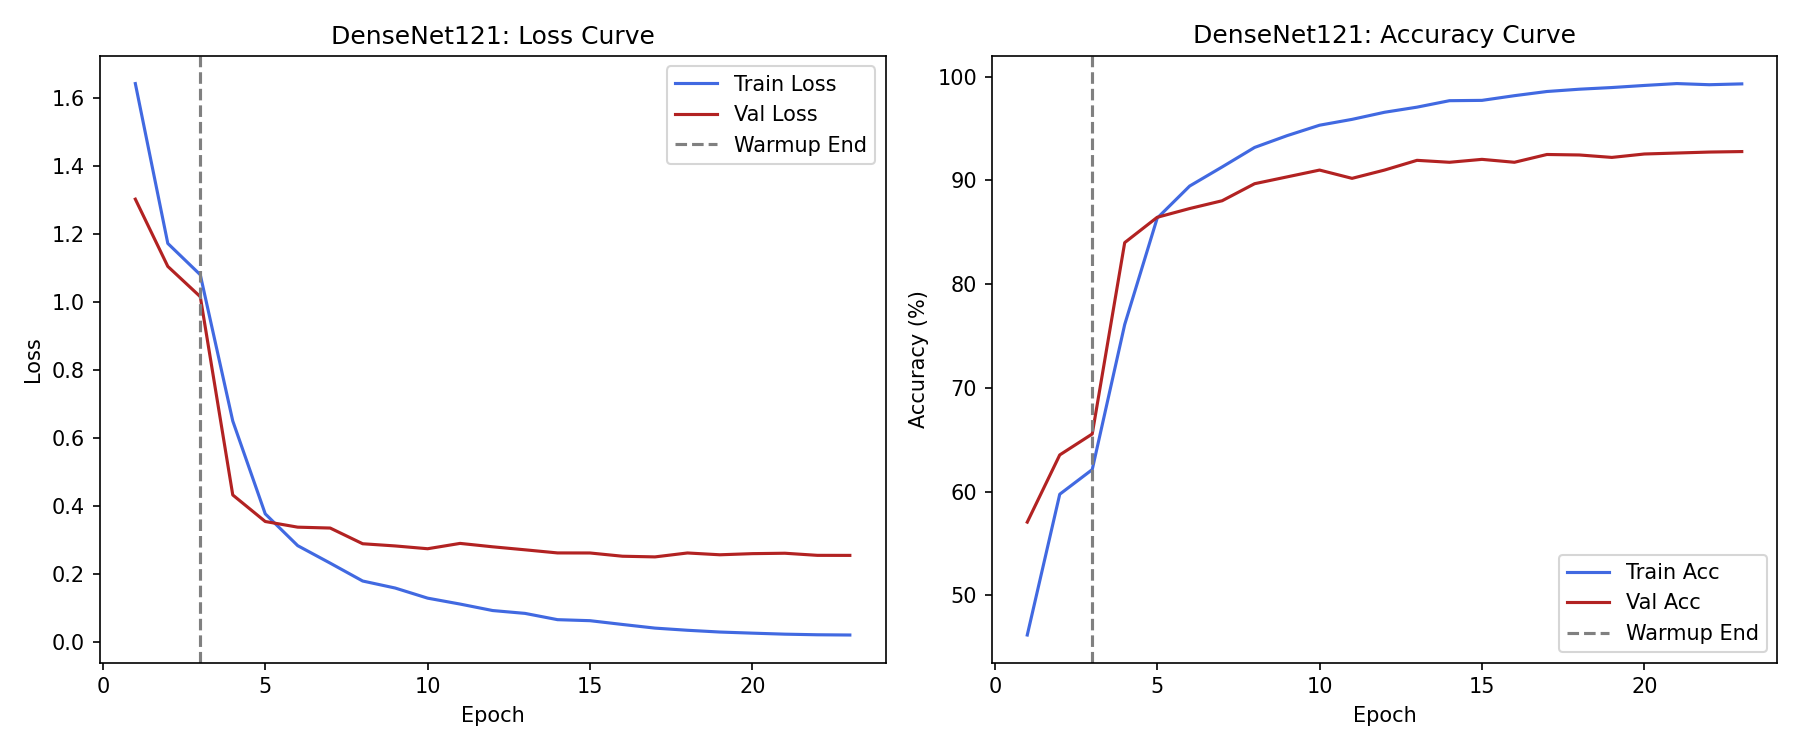 DenseNet121: Loss Curve
Loss
1.6
1.4
1.2
1.0
0.8
0.6
0.4
0.2
0.0
Train Loss
Val Loss
Warmup End
0 5 10 15 20
Epoch
DenseNet121: Accuracy Curve
Accuracy (%)
100
90
80
70
60
50
Train Acc
Val Acc
Warmup End
0 5 10 15 20
Epoch